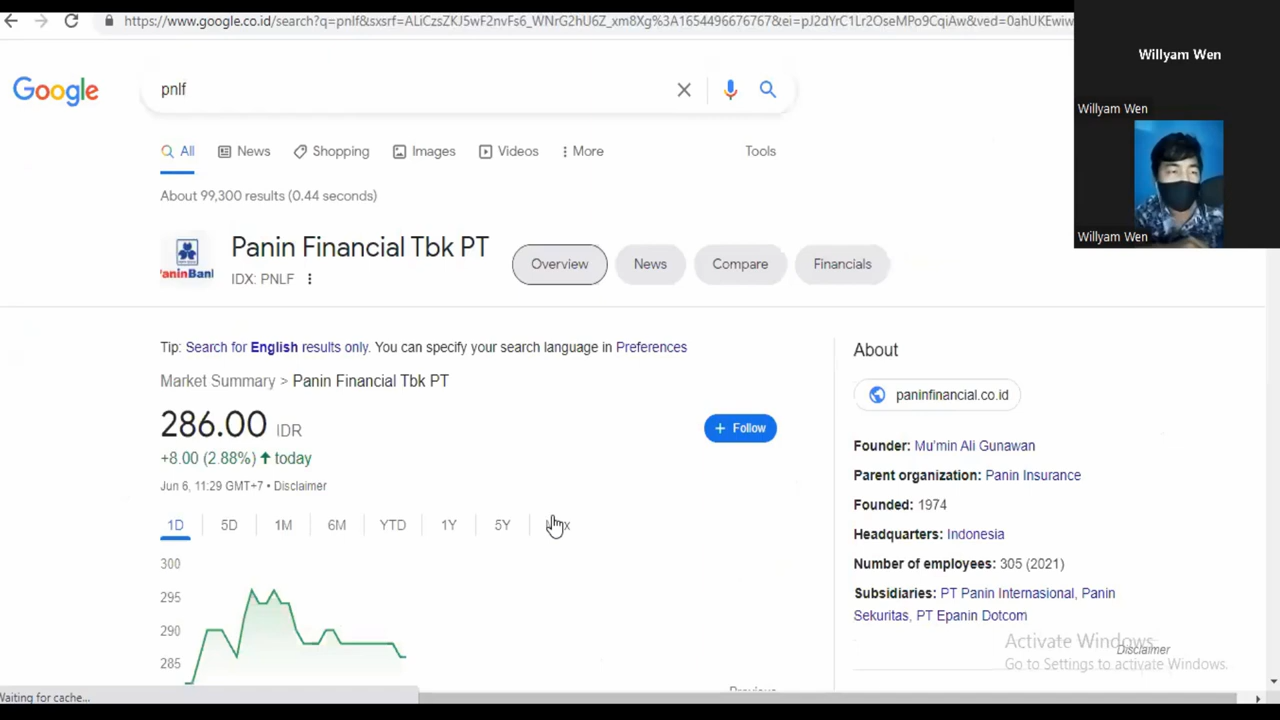 https://www.google.co.id/search?q=pnlf&sxsrf=ALiCzsZKJ5wF2nvFs6_WNrG2hU6Z_xm8Xg%3A1654496676767&ei=pJ2dYrC1Lr2OseMPo9CqiAw&ved=0ahUKEwiw
Willyam Wen
Google
pnlf
Willyam Wen
All
News
Shopping
Images
Videos
More
Tools
About 99,300 results (0.44 seconds)
Willyam Wen
Panin Financial Tbk PT
Overview
News
Compare
Financials
IDX: PNLF
Tip: Search for English results only. You can specify your search language in Preferences
About
Market Summary > Panin Financial Tbk PT
paninfinancial.co.id
286.00 IDR
+ Follow
+8.00 (2.88%) today
Founder: Mu'min Ali Gunawan
Parent organization: Panin Insurance
Jun 6, 11:29 GMT+7 • Disclaimer
Founded: 1974
1D
5D
1M
6M
YTD
1Y
5Y
Headquarters: Indonesia
300
Number of employees: 305 (2021)
295
Subsidiaries: PT Panin Internasional, Panin
Sekuritas, PT Epanin Dotcom
290
Activate Windows
Disclaimer
285
Go to Settings to activate Windows.
Previous
Waiting for cache...